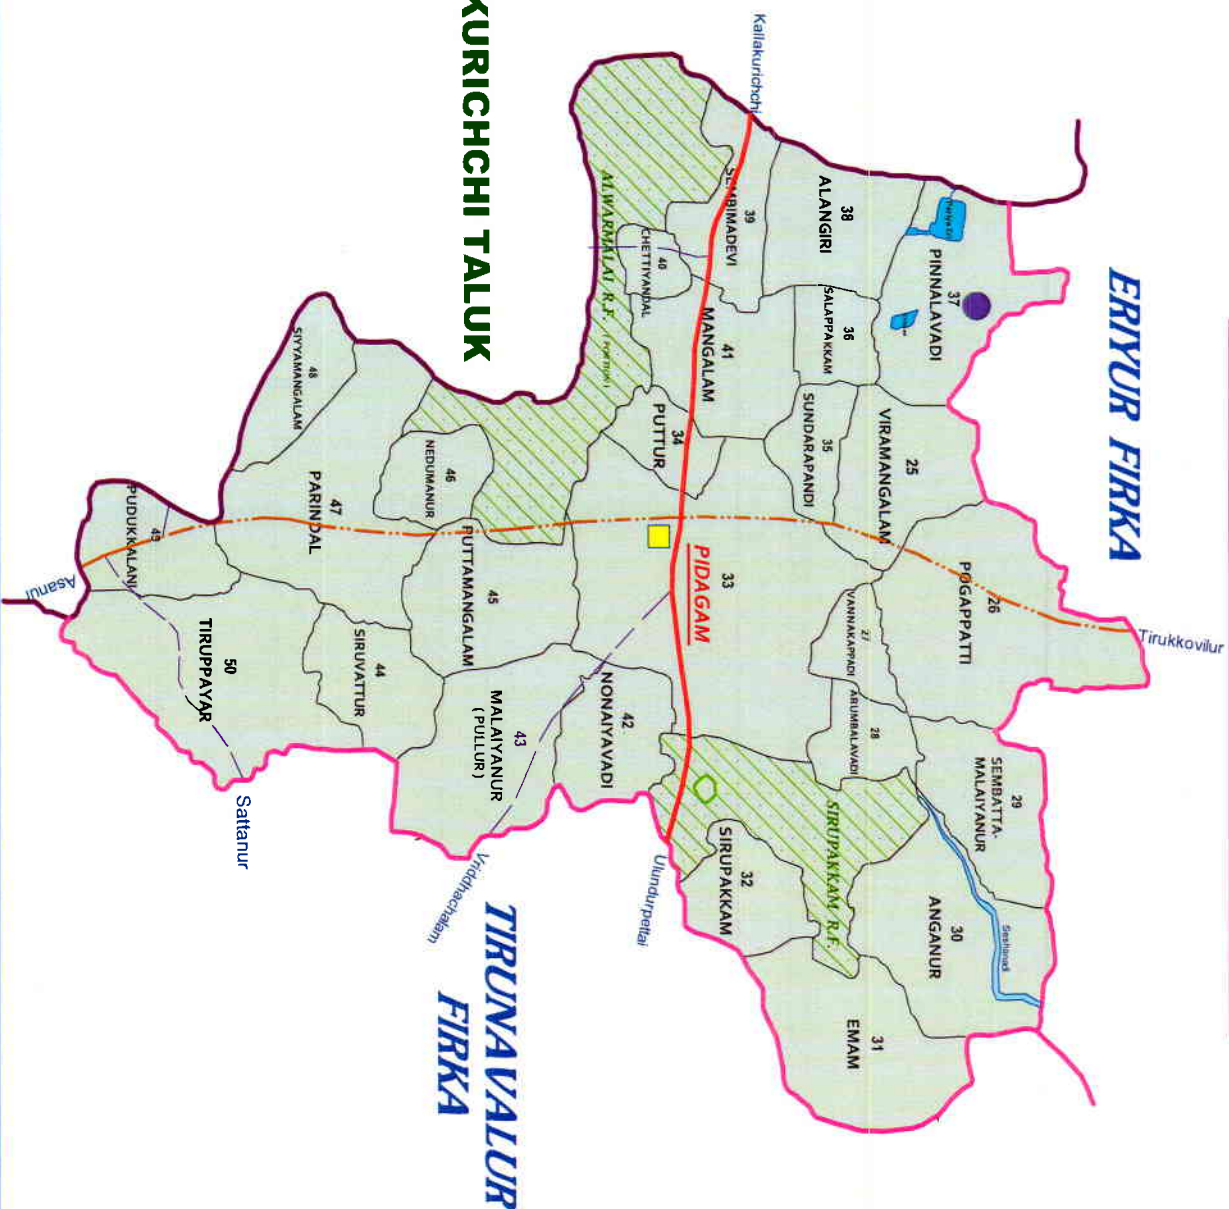 ERIYUR FIRKA
KURICHCHI TALUK
TIRUNAVALUR
FIRKA
Kallakurichchi
Tirukkovilur
Ulundurpettai
Vriddhachalam
Sattanur
Asanur
37
PINNALAVADI
38
ALANGIRI
39
SEMBIMADEVI
40
CHETTIYANDAL
ALWARMALAI R.F. (PORTION)
36
SALAPPAKKAM
41
MANGALAM
25
VIRAMANGALAM
35
SUNDARAPANDI
34
PUTTUR
26
POGAPPATTI
27
VANNAKAPPADI
28
ARUMBALAVADI
33
PIDAGAM
29
SEMBATTA-
MALAIYANUR
Seshanadi
30
ANGANUR
31
EMAM
SIRUPAKKAM R.F.
32
SIRUPAKKAM
42
NONAIYAVADI
43
MALAIYANUR
(PULLUR)
45
PUTTAMANGALAM
46
NEDUMANUR
44
SIRUVATTUR
47
PARINDAL
48
SIYYAMANGALAM
49
PUDUKKALANI
50
TIRUPPAYAR